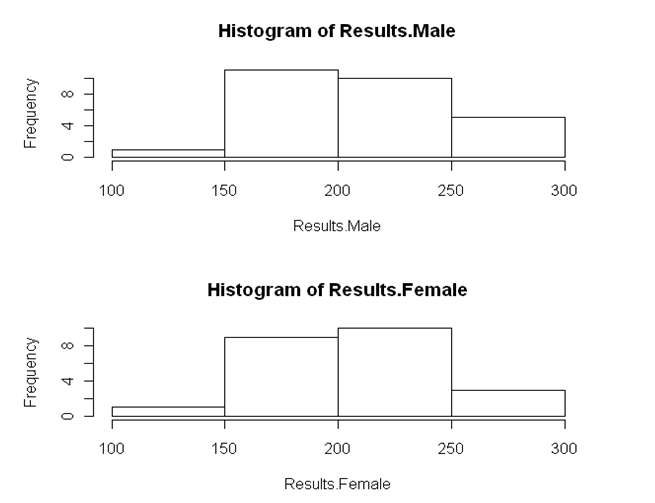 Histogram of Results.Male
Frequency
8
4
0
100 150 200 250 300
Results.Male
Histogram of Results.Female
Frequency
8
4
0
100 150 200 250 300
Results.Female